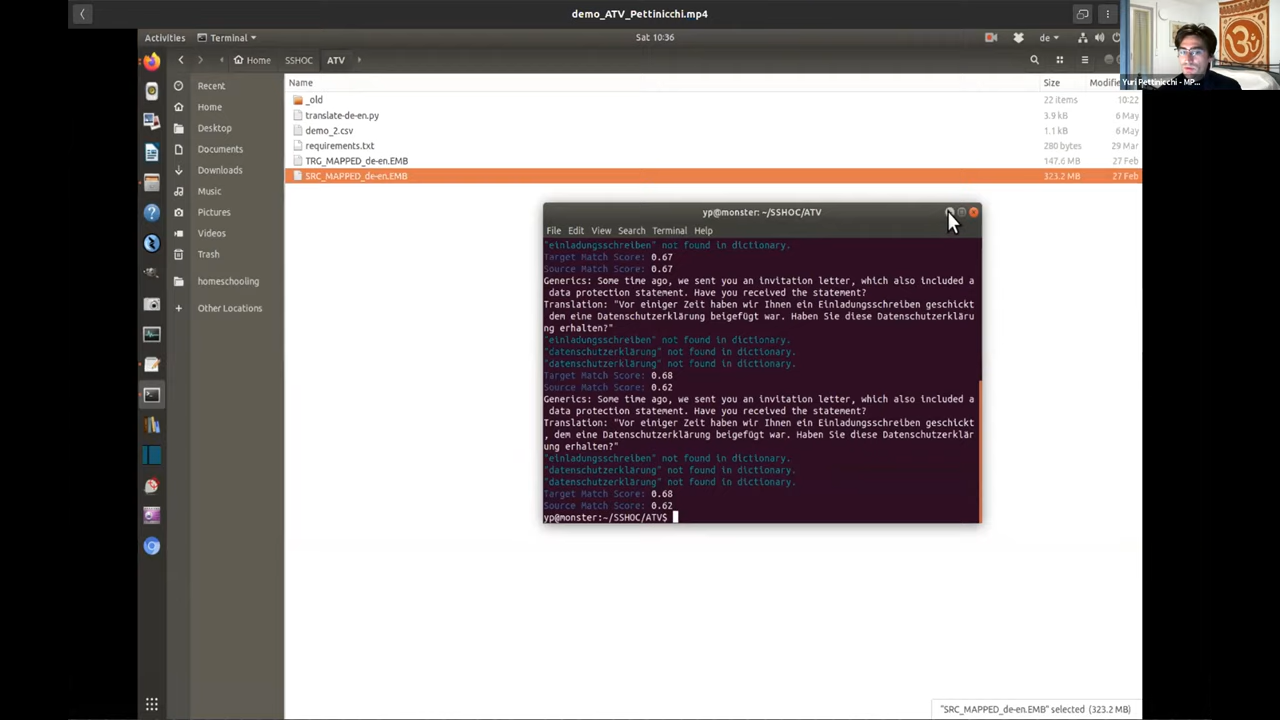 demo_ATV_Pettinicchi.mp4
Activities
Terminal
Sat 10:36
de
Yuri Pettinicchi - MP...
Home
SSHOC
ATV
Recent
Home
Desktop
Documents
Downloads
Music
Pictures
Videos
Trash
homeschooling
Other Locations
Name Size Modifie
_old 22 items 10:22
translate-de-en.py 3.9 kB 6 May
demo_2.csv 1.1 kB 6 May
requirements.txt 280 bytes 29 Mar
TRG_MAPPED_de-en.EMB 147.6 MB 27 Feb
SRC_MAPPED_de-en.EMB 323.2 MB 27 Feb
yp@monster: ~/SSHOC/ATV
File Edit View Search Terminal Help
"einladungsschreiben" not found in dictionary.
Target Match Score: 0.67
Source Match Score: 0.67
Generics: Some time ago, we sent you an invitation letter, which also included a
data protection statement. Have you received the statement?
Translation: "Vor einiger Zeit haben wir Ihnen ein Einladungsschreiben geschickt
dem eine Datenschutzerklärung beigefügt war. Haben Sie diese Datenschutzerkläru
ng erhalten?"
"einladungsschreiben" not found in dictionary.
"datenschutzerklärung" not found in dictionary.
"datenschutzerklärung" not found in dictionary.
Target Match Score: 0.68
Source Match Score: 0.62
Generics: Some time ago, we sent you an invitation letter, which also included a
data protection statement. Have you received the statement?
Translation: "Vor einiger Zeit haben wir Ihnen ein Einladungsschreiben geschickt
, dem eine Datenschutzerklärung beigefügt war. Haben Sie diese Datenschutzerklär
ung erhalten?"
"einladungsschreiben" not found in dictionary.
"datenschutzerklärung" not found in dictionary.
"datenschutzerklärung" not found in dictionary.
Target Match Score: 0.68
Source Match Score: 0.62
yp@monster:~/SSHOC/ATV$
"SRC_MAPPED_de-en.EMB" selected (323.2 MB)